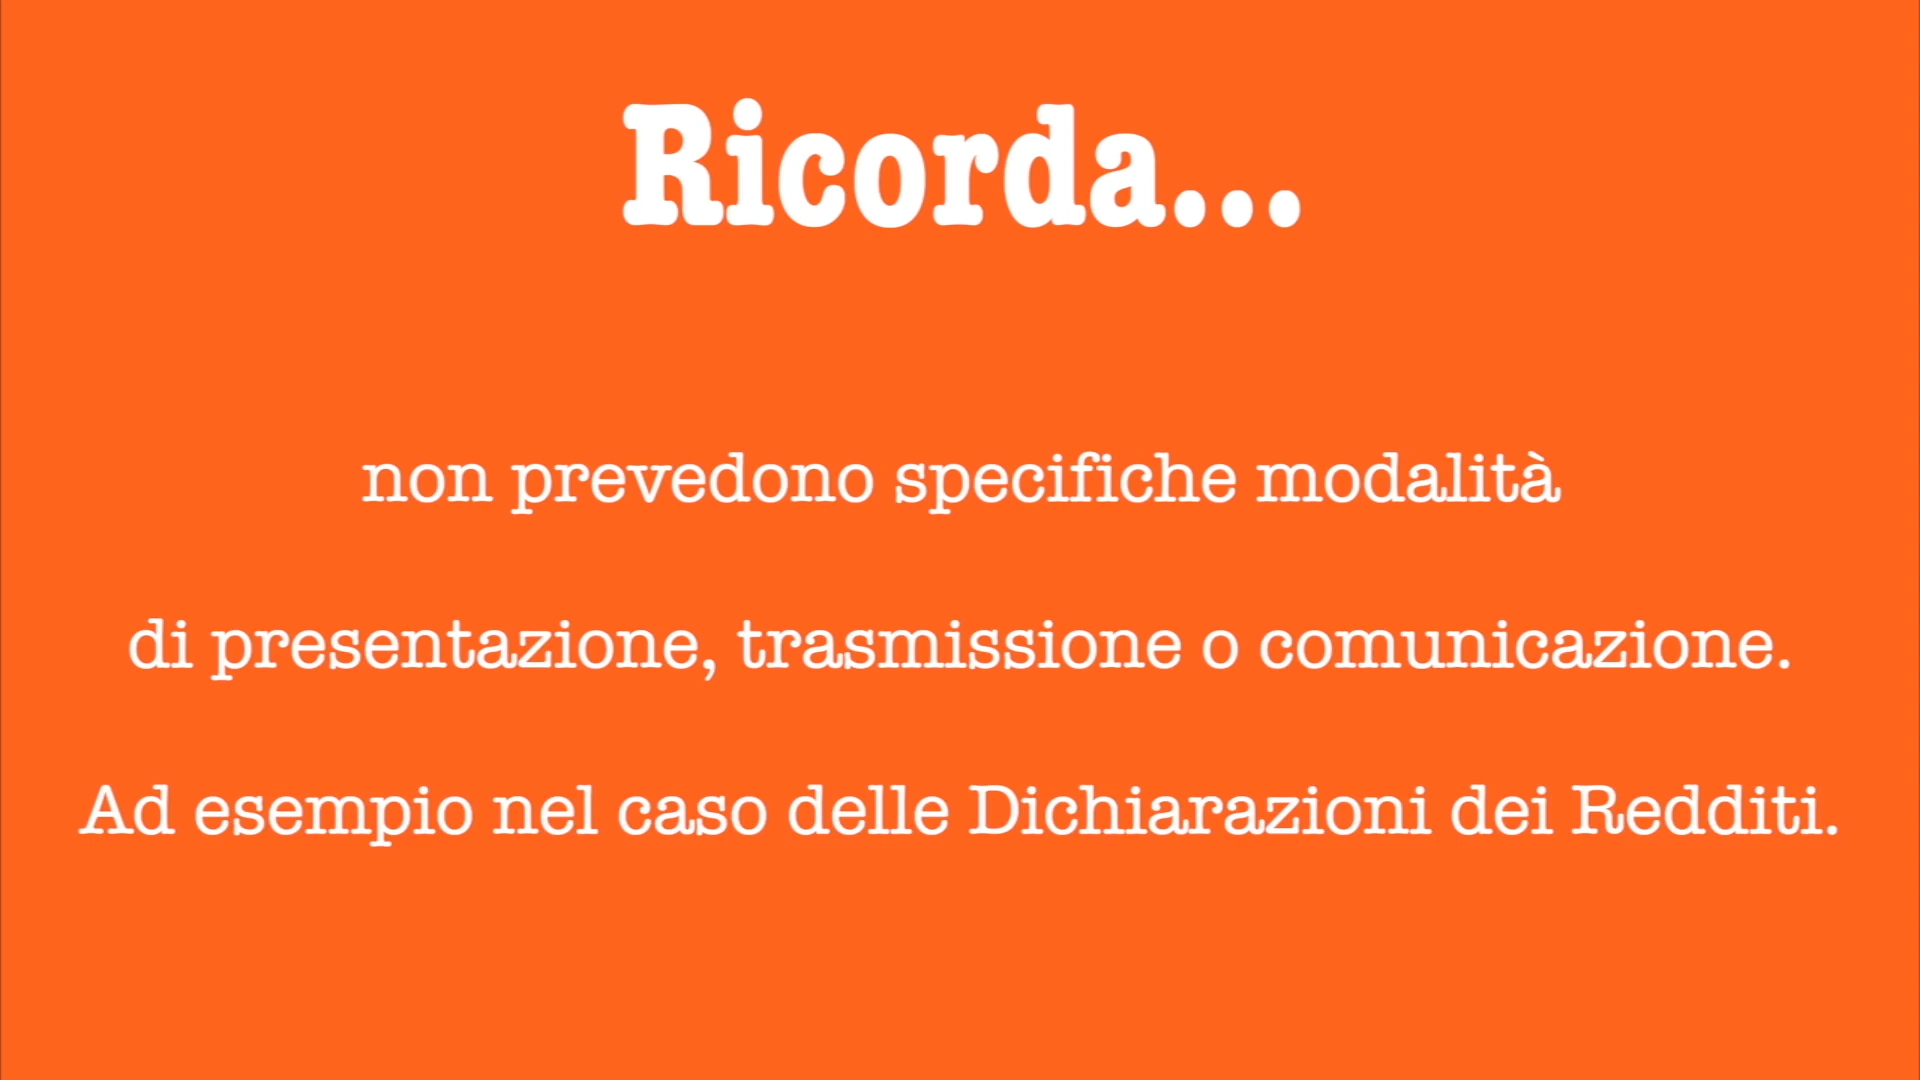 Ricorda...
non prevedono specifiche modalità
di presentazione, trasmissione o comunicazione.
Ad esempio nel caso delle Dichiarazioni dei Redditi.